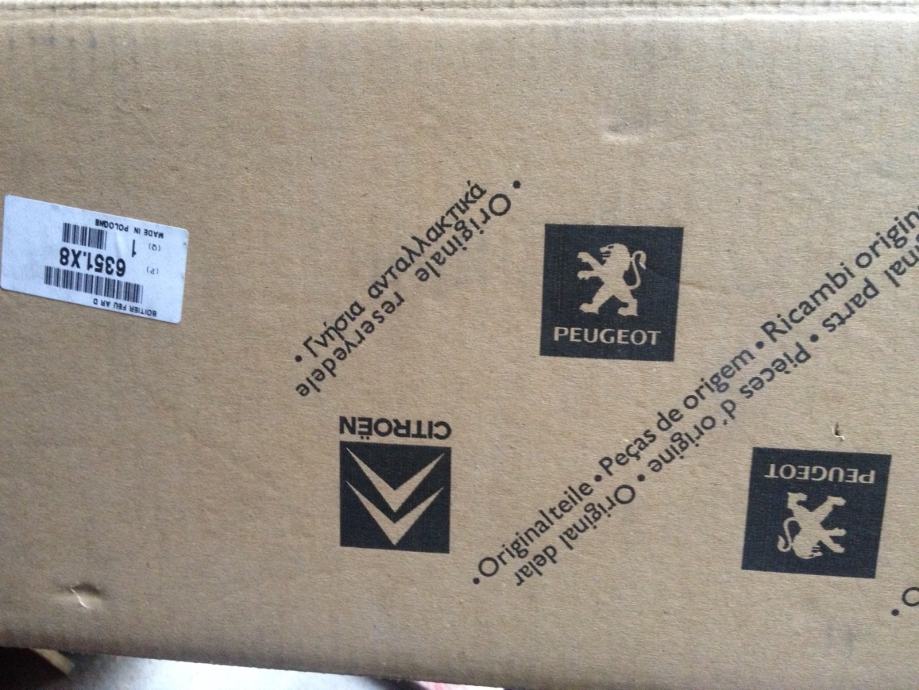 BOITIER FEU AR D
(P)
6351.X8
(Q)
1
MADE IN POLOGNE
• Γνήσια ανταλλακτικά
Originale reservedele •
PEUGEOT
CITROËN
• Originalteile • Peças de origem • Ricambi origin
nal parts • Pièces d'origine • Original delar
PEUGEOT